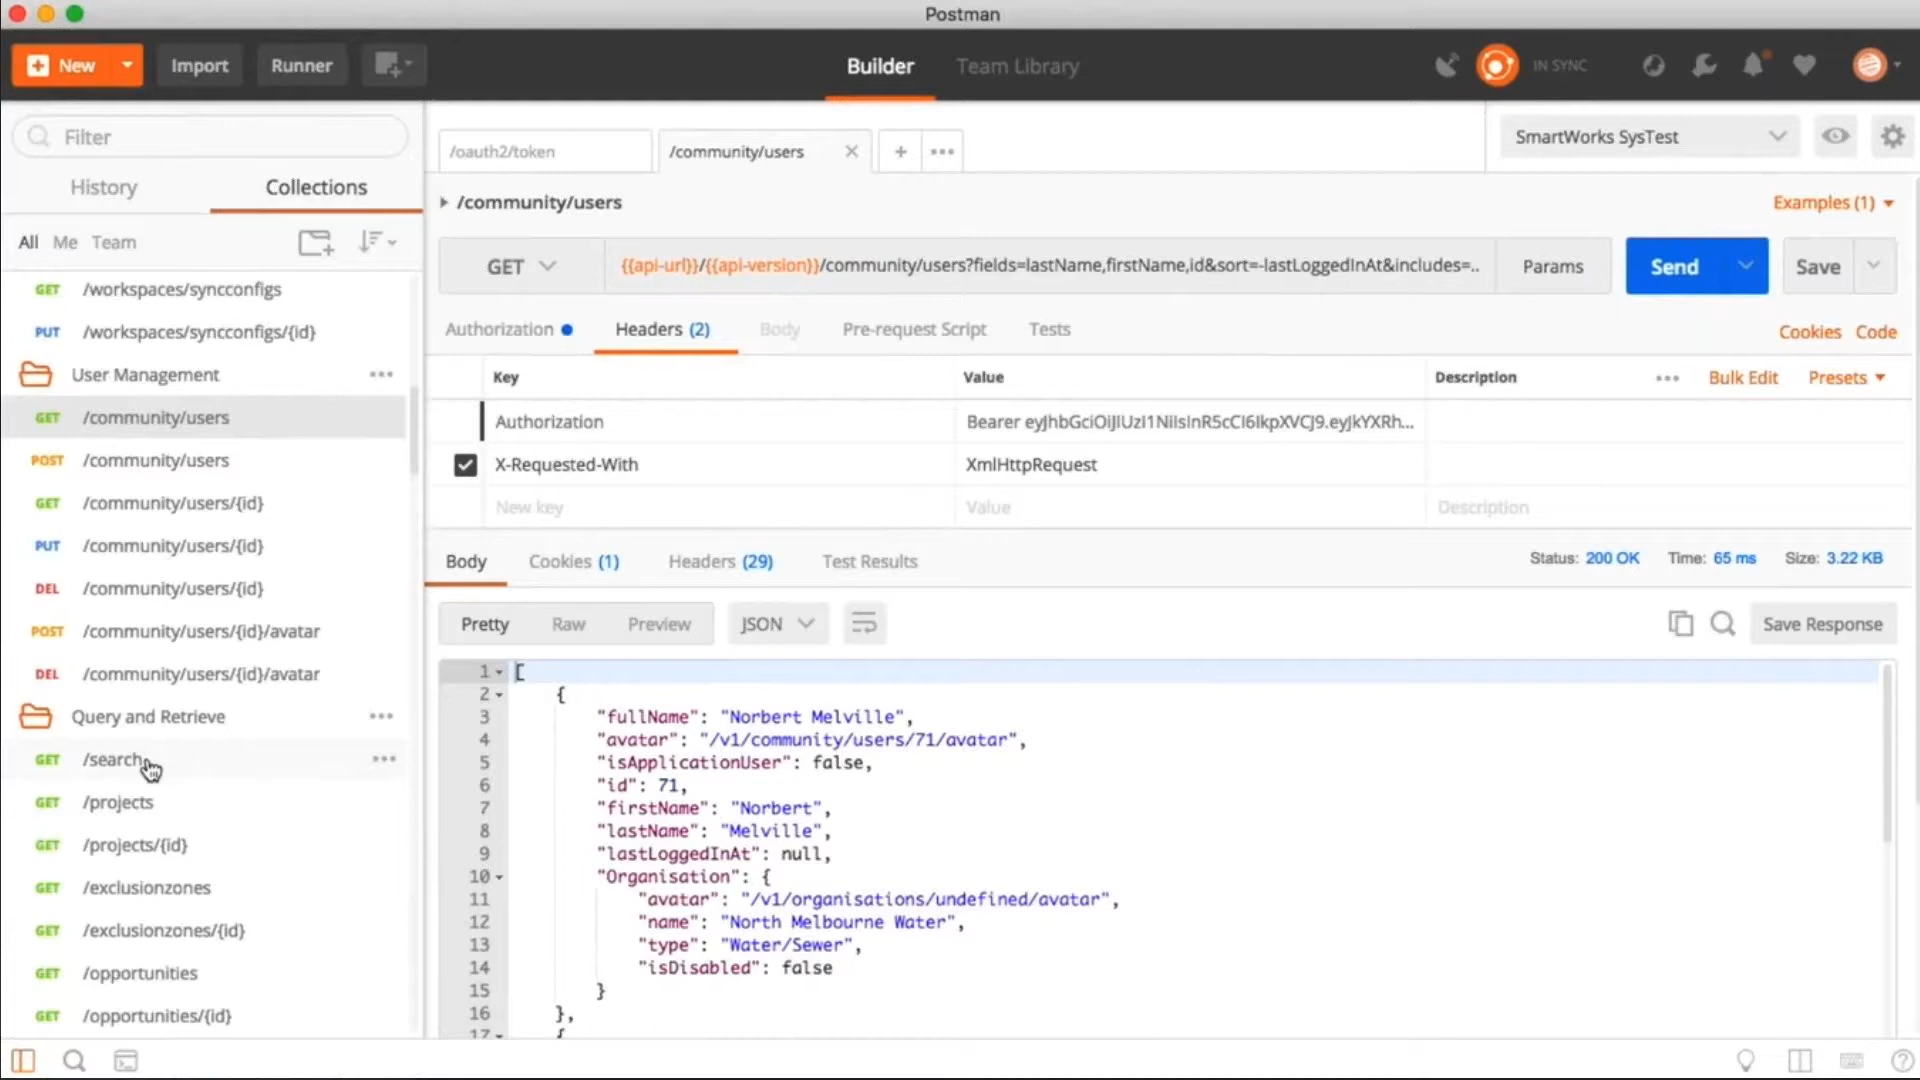 Postman
New
Import
Runner
Builder
Team Library
IN SYNC
Filter
History
Collections
All Me Team
GET /workspaces/syncconfigs
PUT /workspaces/syncconfigs/{id}
User Management
GET /community/users
POST /community/users
GET /community/users/{id}
PUT /community/users/{id}
DEL /community/users/{id}
POST /community/users/{id}/avatar
DEL /community/users/{id}/avatar
Query and Retrieve
GET /search
GET /projects
GET /projects/{id}
GET /exclusionzones
GET /exclusionzones/{id}
GET /opportunities
GET /opportunities/{id}
/oauth2/token
/community/users
SmartWorks SysTest
/community/users
Examples (1)
GET
{{api-url}}/{{api-version}}/community/users?fields=lastName,firstName,id&sort=-lastLoggedInAt&includes=..
Params
Send
Save
Authorization
Headers (2)
Body
Pre-request Script
Tests
Cookies Code
Key
Value
Description
Bulk Edit
Presets
Authorization
Bearer eyJhbGciOiJIUzI1NiIsInR5cCI6IkpXVCJ9.eyJkYXRh...
X-Requested-With
XmlHttpRequest
New key
Value
Description
Body
Cookies (1)
Headers (29)
Test Results
Status: 200 OK
Time: 65 ms
Size: 3.22 KB
Pretty
Raw
Preview
JSON
Save Response
1 [
2 {
3 "fullName": "Norbert Melville",
4 "avatar": "/v1/community/users/71/avatar",
5 "isApplicationUser": false,
6 "id": 71,
7 "firstName": "Norbert",
8 "lastName": "Melville",
9 "lastLoggedInAt": null,
10 "Organisation": {
11 "avatar": "/v1/organisations/undefined/avatar",
12 "name": "North Melbourne Water",
13 "type": "Water/Sewer",
14 "isDisabled": false
15 }
16 },
17 {